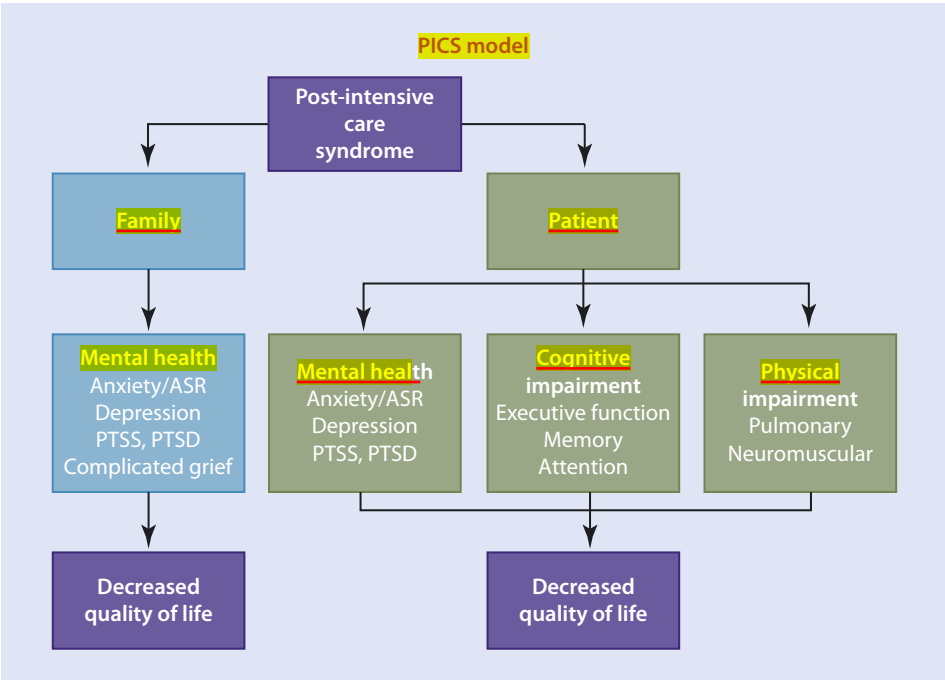 PICS model
Post-intensive
care
syndrome
Family
Patient
Mental health
Anxiety/ASR
Depression
PTSS, PTSD
Complicated grief
Mental health
Anxiety/ASR
Depression
PTSS, PTSD
Cognitive
impairment
Executive function
Memory
Attention
Physical
impairment
Pulmonary
Neuromuscular
Decreased
quality of life
Decreased
quality of life